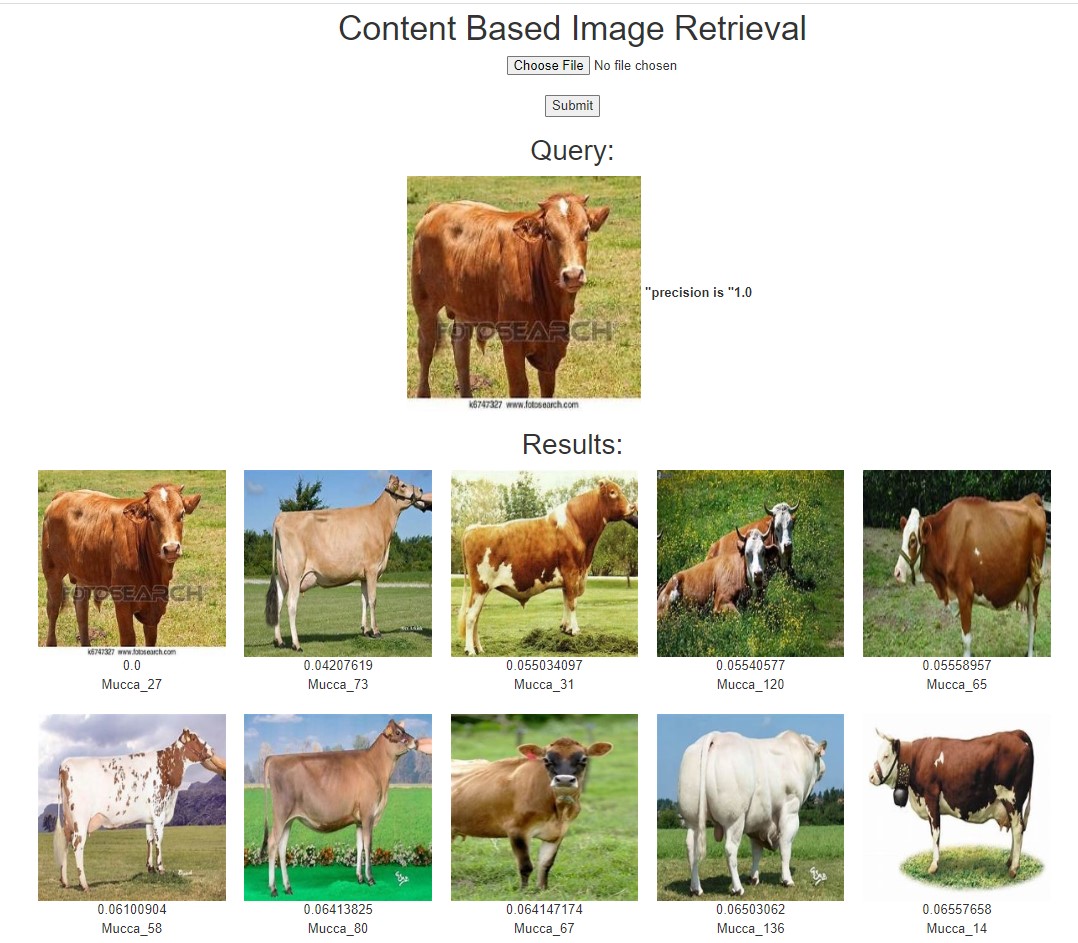 Content Based Image Retrieval
Choose File No file chosen
Submit
Query:
FOTOSEARCH
k6747327 www.fotosearch.com
"precision is "1.0
Results:
FOTOSEARCH
k6747327 www.fotosearch.com
0.0
Mucca_27
0.04207619
Mucca_73
0.055034097
Mucca_31
0.05540577
Mucca_120
0.05558957
Mucca_65
0.06100904
Mucca_58
0.06413825
Mucca_80
0.064147174
Mucca_67
0.06503062
Mucca_136
0.06557658
Mucca_14